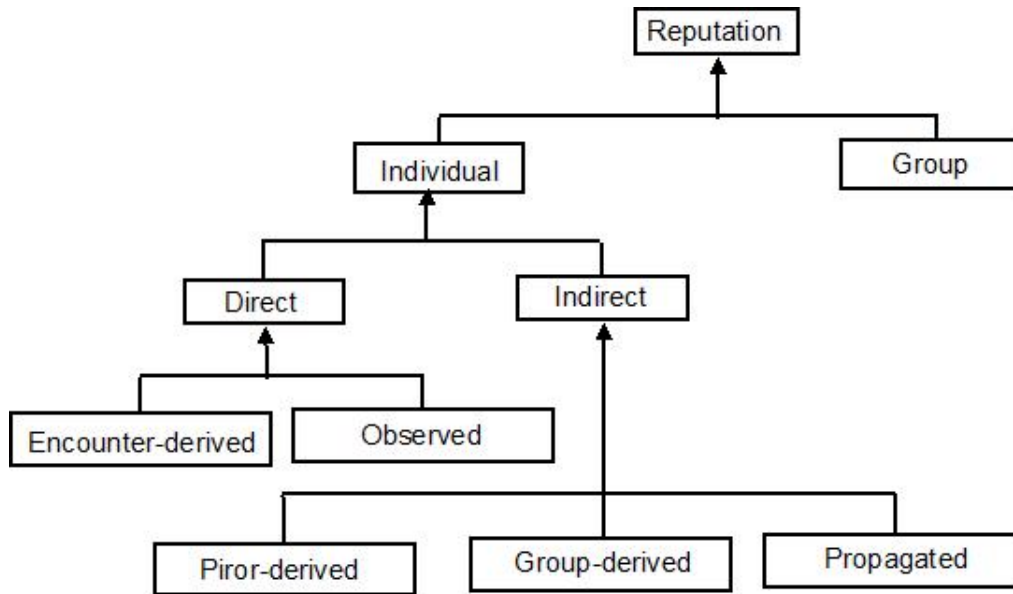 Reputation
Individual
Group
Direct
Indirect
Encounter-derived
Observed
Piror-derived
Group-derived
Propagated